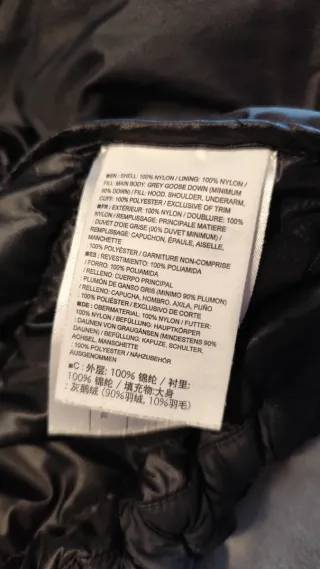 ■EN : SHELL: 100% NYLON / LINING: 100% NYLON /
FILL: MAIN BODY: GREY GOOSE DOWN (MINIMUM
90% DOWN) / FILL: HOOD, SHOULDER, UNDERARM,
CUFF: 100% POLYESTER / EXCLUSIVE OF TRIM
■FR : EXTÉRIEUR: 100% NYLON / DOUBLURE: 100%
NYLON / REMPLISSAGE: PRINCIPALE MATIERE
: DUVET D'OIE GRISE (90% DUVET MINIMUM) /
REMPLISSAGE: CAPUCHON, ÉPAULE, AISELLE,
MANCHETTE
: 100% POLYESTER / GARNITURE NON-COMPRISE
■ES : REVESTIMIENTO: 100% POLIAMIDA
/ FORRO: 100% POLIAMIDA
/ RELLENO: CUERPO PRINCIPAL
: PLUMÓN DE GANSO GRIS (MINIMO 90% PLUMON)
/ RELLENO: CAPUCHA, HOMBRO, AXILA, PUÑO
: 100% POLIÉSTER / EXCLUSIVO DE CORTE
■DE : OBERMATERIAL: 100% NYLON / FUTTER:
100% NYLON / BEFÜLLUNG: HAUPTKÖRPER
: DAUNEN VON GRAUGÄNSEN (MINDESTENS 90%
DAUNEN) / BEFÜLLUNG: KAPUZE, SCHULTER,
ACHSEL, MANSCHETTE
: 100% POLYESTER / NÄHZUBEHÖR
AUSGENOMMEN
■C : 外层: 100% 锦纶 / 衬里:
100% 锦纶 / 填充物:大身
: 灰鹅绒 (90%羽绒, 10%羽毛)